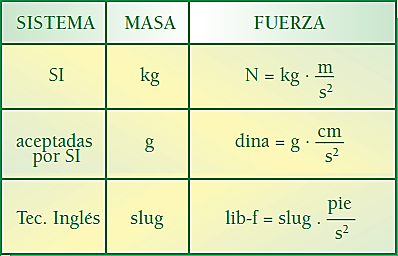 SISTEMA MASA FUERZA
SI kg N = kg · m/s²
aceptadas por SI g dina = g · cm/s²
Tec. Inglés slug lib-f = slug . pie/s²